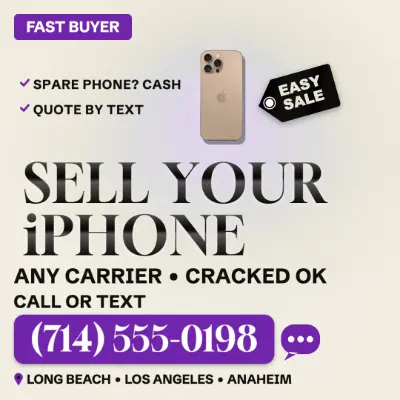 FAST BUYER
SPARE PHONE? CASH
QUOTE BY TEXT
EASY
SALE
SELL YOUR
iPHONE
ANY CARRIER • CRACKED OK
CALL OR TEXT
(714) 555-0198
LONG BEACH • LOS ANGELES • ANAHEIM